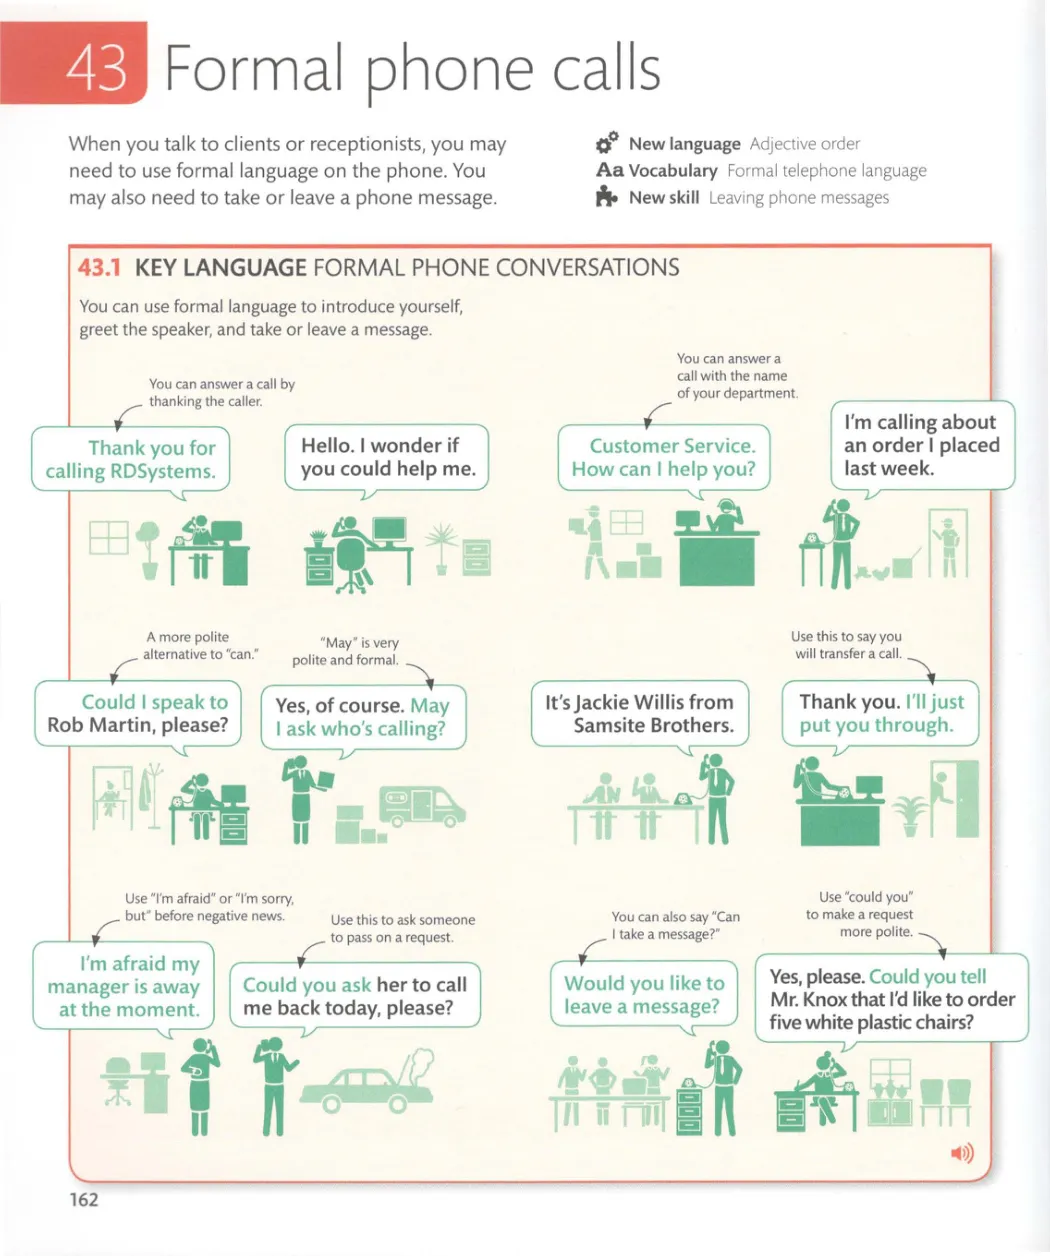 43 Formal phone calls
When you talk to clients or receptionists, you may
need to use formal language on the phone. You
may also need to take or leave a phone message.
New language Adjective order
Aa Vocabulary Formal telephone language
New skill Leaving phone messages
43.1 KEY LANGUAGE FORMAL PHONE CONVERSATIONS
You can use formal language to introduce yourself,
greet the speaker, and take or leave a message.
You can answer a call by
thanking the caller.
Thank you for
calling RDSystems.
Hello. I wonder if
you could help me.
You can answer a
call with the name
of your department.
Customer Service.
How can I help you?
I'm calling about
an order I placed
last week.
A more polite
alternative to "can."
Could I speak to
Rob Martin, please?
"May" is very
polite and formal.
Yes, of course. May
I ask who's calling?
It's Jackie Willis from
Samsite Brothers.
Use this to say you
will transfer a call.
Thank you. I'll just
put you through.
Use "I'm afraid" or "I'm sorry,
but" before negative news.
I'm afraid my
manager is away
at the moment.
Use this to ask someone
to pass on a request.
Could you ask her to call
me back today, please?
You can also say "Can
I take a message?"
Would you like to
leave a message?
Use "could you"
to make a request
more polite.
Yes, please. Could you tell
Mr. Knox that I'd like to order
five white plastic chairs?
162